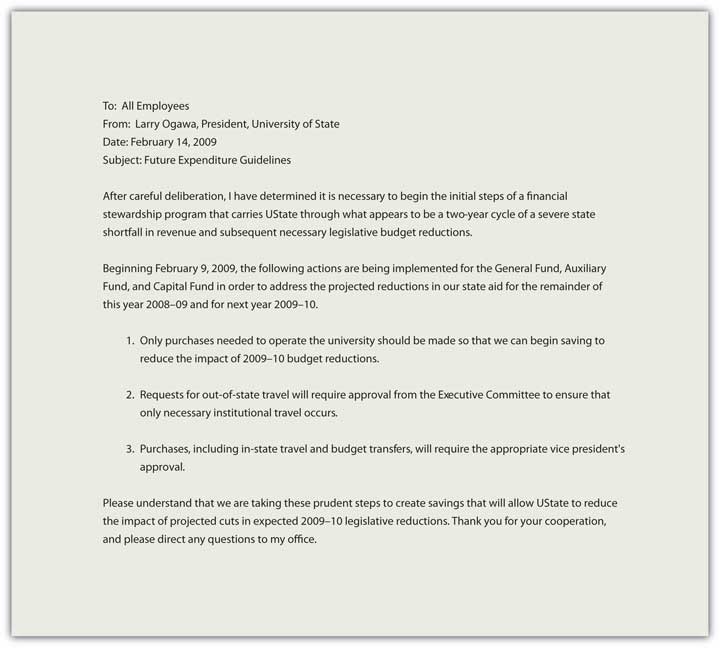 To:  All Employees
From:  Larry Ogawa, President, University of State
Date: February 14, 2009
Subject: Future Expenditure Guidelines
After careful deliberation, I have determined it is necessary to begin the initial steps of a financial
stewardship program that carries UState through what appears to be a two-year cycle of a severe state
shortfall in revenue and subsequent necessary legislative budget reductions.
Beginning February 9, 2009, the following actions are being implemented for the General Fund, Auxiliary
Fund, and Capital Fund in order to address the projected reductions in our state aid for the remainder of
this year 2008–09 and for next year 2009–10.
1.  Only purchases needed to operate the university should be made so that we can begin saving to
reduce the impact of 2009–10 budget reductions.
2.  Requests for out-of-state travel will require approval from the Executive Committee to ensure that
only necessary institutional travel occurs.
3.  Purchases, including in-state travel and budget transfers, will require the appropriate vice president's
approval.
Please understand that we are taking these prudent steps to create savings that will allow UState to reduce
the impact of projected cuts in expected 2009–10 legislative reductions. Thank you for your cooperation,
and please direct any questions to my office.